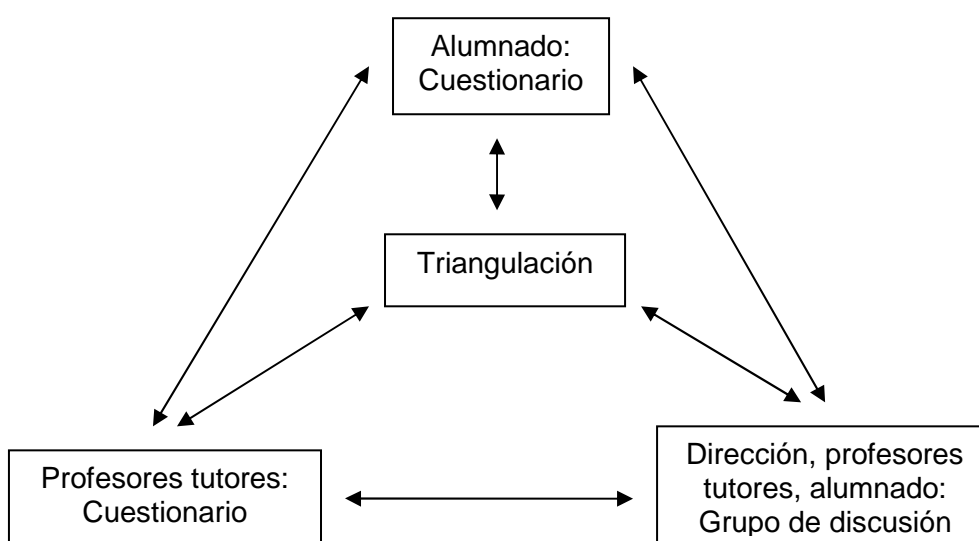 Alumnado:
Cuestionario
Triangulación
Profesores tutores:
Cuestionario
Dirección, profesores
tutores, alumnado:
Grupo de discusión